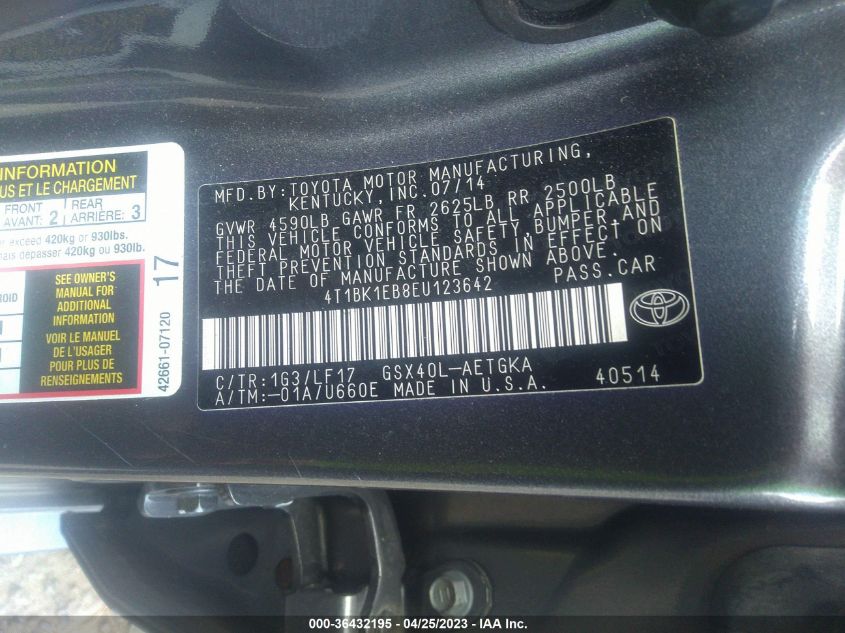 INFORMATION
US ET LE CHARGEMENT
FRONT
AVANT: 2
REAR
ARRIÈRE: 3
exceed 420kg or 930lbs.
mais dépasser 420kg ou 930lb.
SEE OWNER'S
MANUAL FOR
ADDITIONAL
INFORMATION
VOIR LE MANUEL
DE L'USAGER
POUR PLUS DE
RENSEIGNEMENTS
17
42661-07120
MFD.BY:TOYOTA MOTOR MANUFACTURING,
KENTUCKY, INC.07/14
GVWR 4590LB GAWR FR 2625LB RR 2500LB
THIS VEHICLE CONFORMS TO ALL APPLICABLE
FEDERAL MOTOR VEHICLE SAFETY,BUMPER,AND
THEFT PREVENTION STANDARDS IN EFFECT ON
THE DATE OF MANUFACTURE SHOWN ABOVE.
4T1BK1EB8EU123642 PASS.CAR
C/TR:1G3/LF17 GSX40L-AETGKA
A/TM:-01A/U660E MADE IN U.S.A. 40514
000-36432195 - 04/25/2023 - IAA Inc.